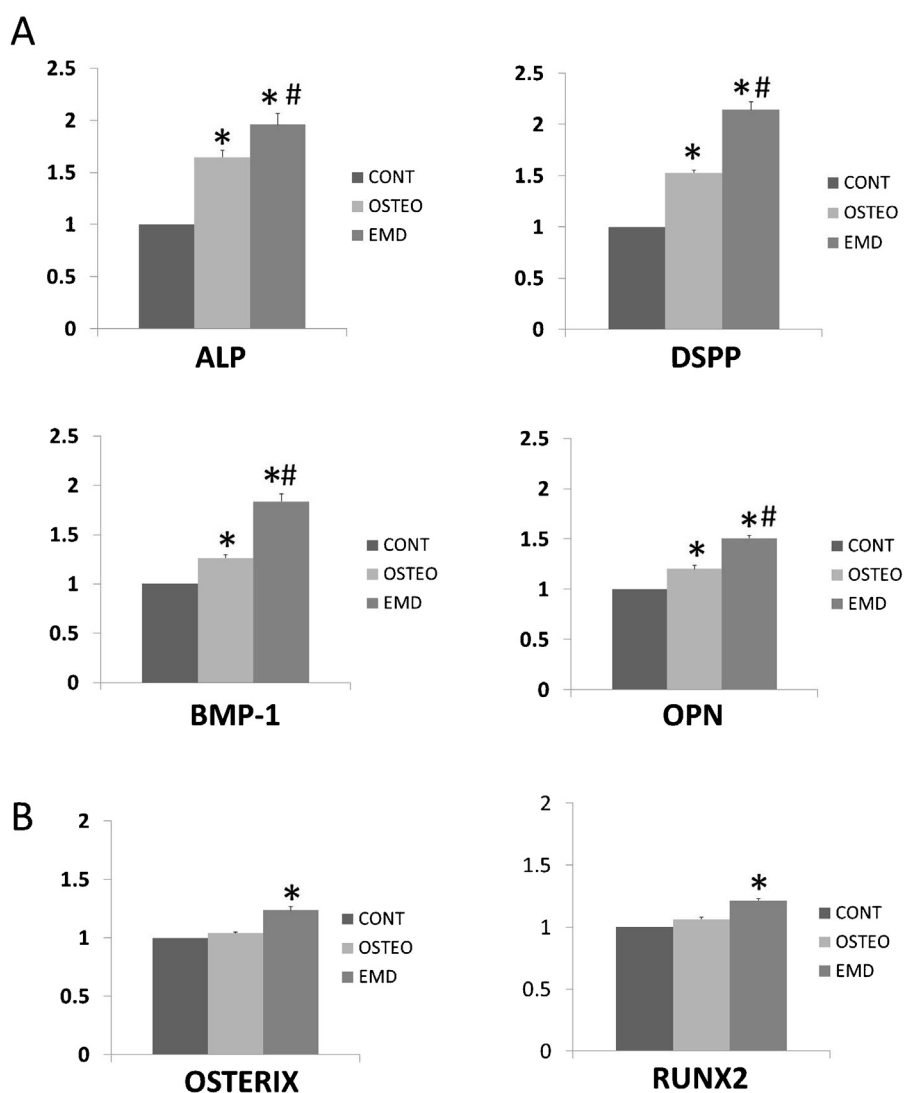 A
2.5
2
1.5
1
0.5
0
*
* #
CONT
OSTEO
EMD
ALP
2.5
2
1.5
1
0.5
0
*
*#
CONT
OSTEO
EMD
DSPP
2.5
2
1.5
1
0.5
0
*
*#
CONT
OSTEO
EMD
BMP-1
2.5
2
1.5
1
0.5
0
*
*#
CONT
OSTEO
EMD
OPN
B
2
1.5
1
0.5
0
*
CONT
OSTEO
EMD
OSTERIX
2
1.5
1
0.5
0
*
CONT
OSTEO
EMD
RUNX2